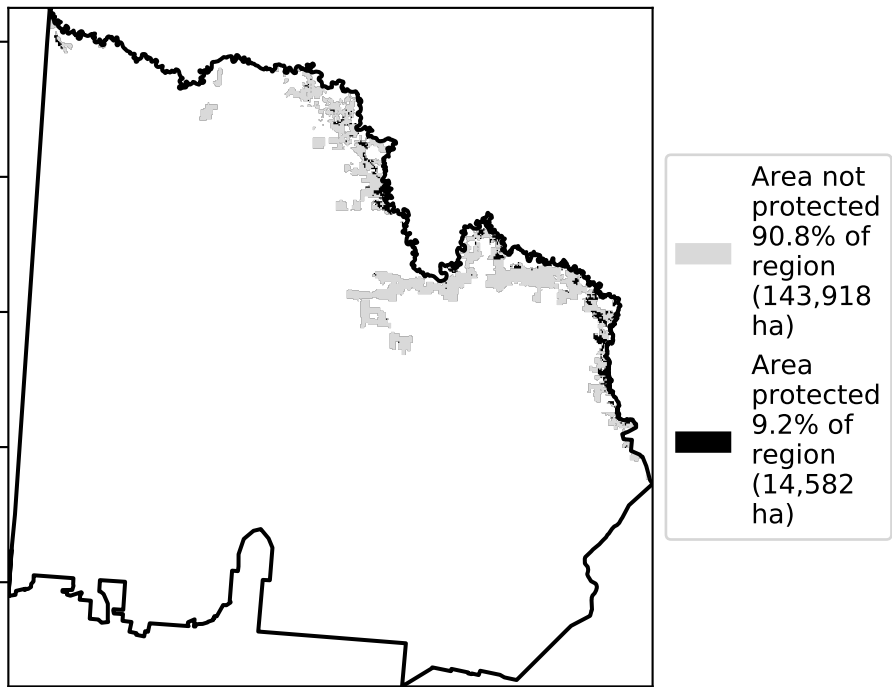 Area not
protected
90.8% of
region
(143,918
ha)
Area
protected
9.2% of
region
(14,582
ha)